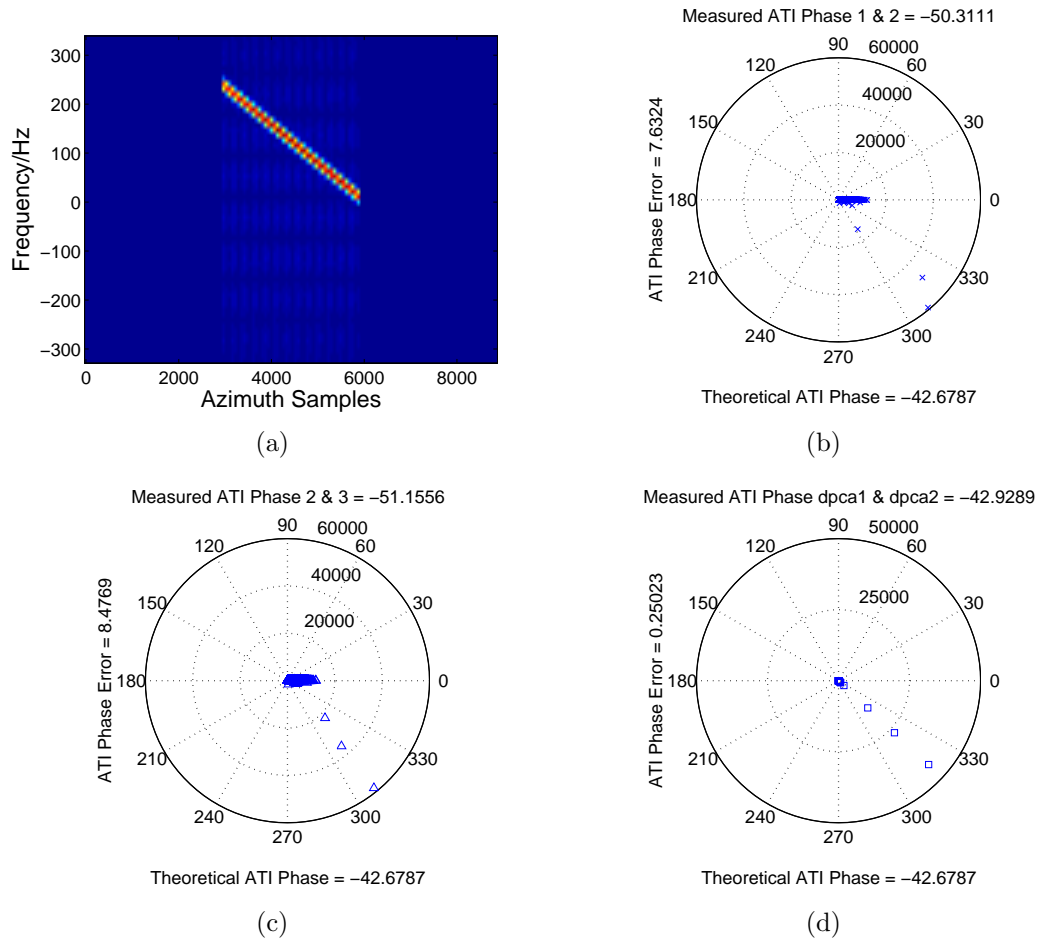 300
200
100
0
−100
−200
−300
Frequency/Hz
0 2000 4000 6000 8000
Azimuth Samples
(a)
Measured ATI Phase 1 & 2 = −50.3111
90 60000
120 60
40000
150 20000 30
180 0
210 330
240 300
270
ATI Phase Error = 7.6324
Theoretical ATI Phase = −42.6787
(b)
Measured ATI Phase 2 & 3 = −51.1556
90 60000
120 60
40000
150 20000 30
180 0
210 330
240 300
270
ATI Phase Error = 8.4769
Theoretical ATI Phase = −42.6787
(c)
Measured ATI Phase dpca1 & dpca2 = −42.9289
90 50000
120 60
25000
150 30
180 0
210 330
240 300
270
ATI Phase Error = 0.25023
Theoretical ATI Phase = −42.6787
(d)